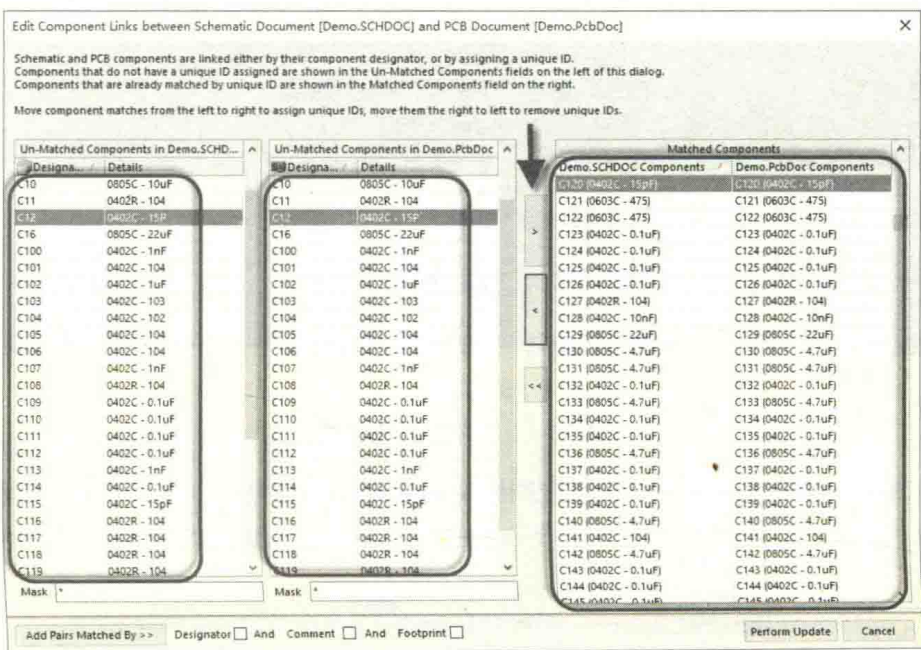 Edit Component Links between Schematic Document [Demo.SCHDOC] and PCB Document [Demo.PcbDoc]
Schematic and PCB components are linked either by their component designator, or by assigning a unique ID.
Components that do not have a unique ID assigned are shown in the Un-Matched Components fields on the left of this dialog.
Components that are already matched by unique ID are shown in the Matched Components field on the right.
Move component matches from the left to right to assign unique IDs, move them the right to left to remove unique IDs.
Un-Matched Components in Demo.SCHD...
Designa... / Details
C10 0805C - 10uF
C11 0402R - 104
C12 0402C - 15P
C16 0805C - 22uF
C100 0402C - 1nF
C101 0402C - 104
C102 0402C - 1uF
C103 0402C - 103
C104 0402C - 102
C105 0402C - 104
C106 0402C - 104
C107 0402C - 1nF
C108 0402R - 104
C109 0402C - 0.1uF
C110 0402C - 0.1uF
C111 0402C - 0.1uF
C112 0402C - 0.1uF
C113 0402C - 1nF
C114 0402C - 0.1uF
C115 0402C - 15pF
C116 0402R - 104
C117 0402R - 104
C118 0402R - 104
C119 0402R - 104
Mask *
Un-Matched Components in Demo.PcbDoc
Designa... / Details
C10 0805C - 10uF
C11 0402R - 104
C12 0402C - 15P
C16 0805C - 22uF
C100 0402C - 1nF
C101 0402C - 104
C102 0402C - 1uF
C103 0402C - 103
C104 0402C - 102
C105 0402C - 104
C106 0402C - 104
C107 0402C - 1nF
C108 0402R - 104
C109 0402C - 0.1uF
C110 0402C - 0.1uF
C111 0402C - 0.1uF
C112 0402C - 0.1uF
C113 0402C - 1nF
C114 0402C - 0.1uF
C115 0402C - 15pF
C116 0402R - 104
C117 0402R - 104
C118 0402R - 104
C119 0402R - 104
Mask *
>
<
<<
Matched Components
Demo.SCHDOC Components / Demo.PcbDoc Components
C120 (0402C - 15pF) C120 (0402C - 15pF)
C121 (0603C - 475) C121 (0603C - 475)
C122 (0603C - 475) C122 (0603C - 475)
C123 (0402C - 0.1uF) C123 (0402C - 0.1uF)
C124 (0402C - 0.1uF) C124 (0402C - 0.1uF)
C125 (0402C - 0.1uF) C125 (0402C - 0.1uF)
C126 (0402C - 0.1uF) C126 (0402C - 0.1uF)
C127 (0402R - 104) C127 (0402R - 104)
C128 (0402C - 10nF) C128 (0402C - 10nF)
C129 (0805C - 22uF) C129 (0805C - 22uF)
C130 (0805C - 4.7uF) C130 (0805C - 4.7uF)
C131 (0805C - 4.7uF) C131 (0805C - 4.7uF)
C132 (0402C - 0.1uF) C132 (0402C - 0.1uF)
C133 (0805C - 4.7uF) C133 (0805C - 4.7uF)
C134 (0402C - 0.1uF) C134 (0402C - 0.1uF)
C135 (0402C - 0.1uF) C135 (0402C - 0.1uF)
C136 (0805C - 4.7uF) C136 (0805C - 4.7uF)
C137 (0402C - 0.1uF) C137 (0402C - 0.1uF)
C138 (0402C - 0.1uF) C138 (0402C - 0.1uF)
C139 (0402C - 0.1uF) C139 (0402C - 0.1uF)
C140 (0805C - 4.7uF) C140 (0805C - 4.7uF)
C141 (0402C - 104) C141 (0402C - 104)
C142 (0805C - 4.7uF) C142 (0805C - 4.7uF)
C143 (0402C - 0.1uF) C143 (0402C - 0.1uF)
C144 (0402C - 0.1uF) C144 (0402C - 0.1uF)
C145 (0402C - 0.1uF) C145 (0402C - 0.1uF)
Add Pairs Matched By >> Designator And Comment And Footprint Perform Update Cancel